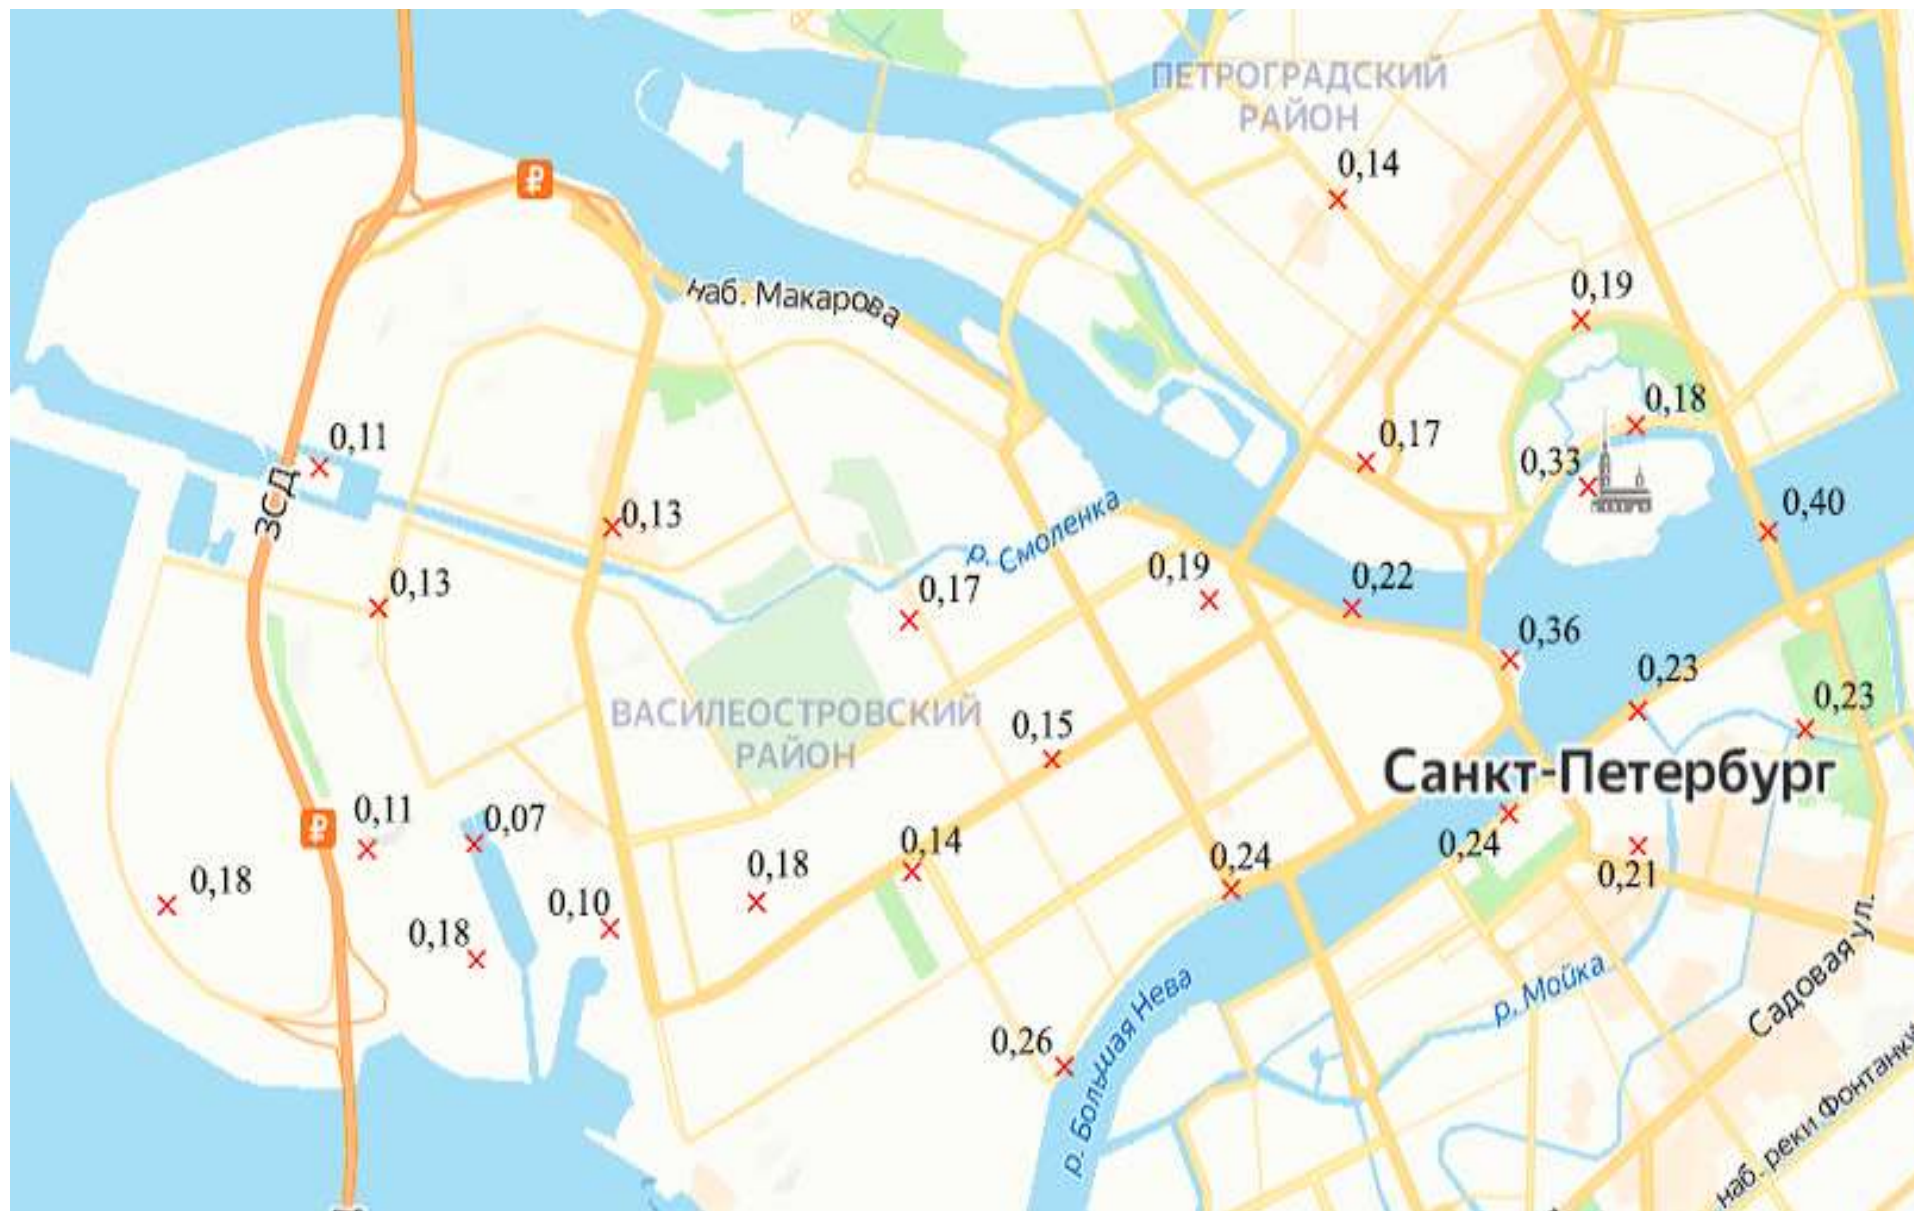 ПЕТРОГРАДСКИЙ
РАЙОН
0,14
₽
0,19
наб. Макарова
0,18
0,17
0,33
0,11
0,40
ЗСД
р. Смоленка
0,13
0,19
0,22
0,13
0,17
0,36
0,23
0,23
ВАСИЛЕОСТРОВСКИЙ
РАЙОН
0,15
Санкт-Петербург
0,11
0,07
₽
0,14
0,24
0,24
0,21
0,18
0,18
0,10
0,18
р. Большая Нева
р. Мойка
Садовая ул.
0,26
наб. реки Фонтанки